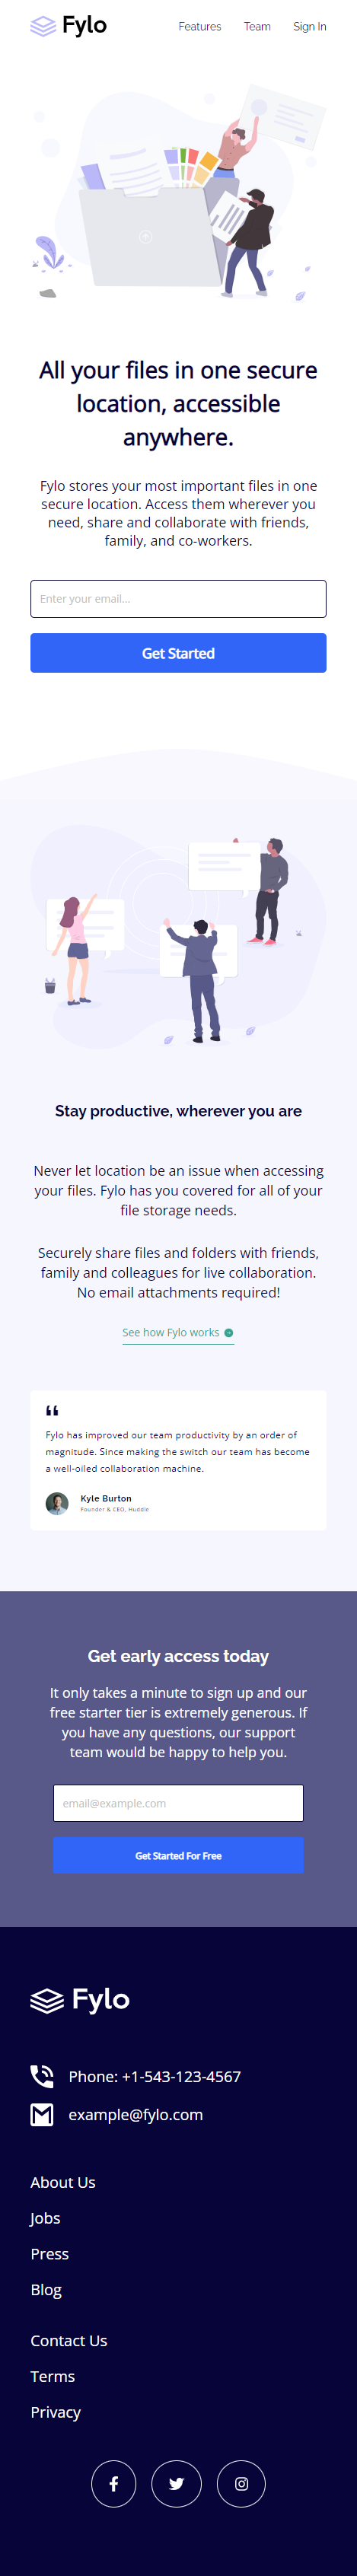 Fylo
Features Team Sign In
All your files in one secure
location, accessible
anywhere.
Fylo stores your most important files in one
secure location. Access them wherever you
need, share and collaborate with friends,
family, and co-workers.
Enter your email...
Get Started
Stay productive, wherever you are
Never let location be an issue when accessing
your files. Fylo has you covered for all of your
file storage needs.
Securely share files and folders with friends,
family and colleagues for live collaboration.
No email attachments required!
See how Fylo works
“
Fylo has improved our team productivity by an order of
magnitude. Since making the switch our team has become
a well-oiled collaboration machine.
Kyle Burton
Founder & CEO, Huddle
Get early access today
It only takes a minute to sign up and our
free starter tier is extremely generous. If
you have any questions, our support
team would be happy to help you.
email@example.com
Get Started For Free
Fylo
Phone: +1-543-123-4567
example@fylo.com
About Us
Jobs
Press
Blog
Contact Us
Terms
Privacy